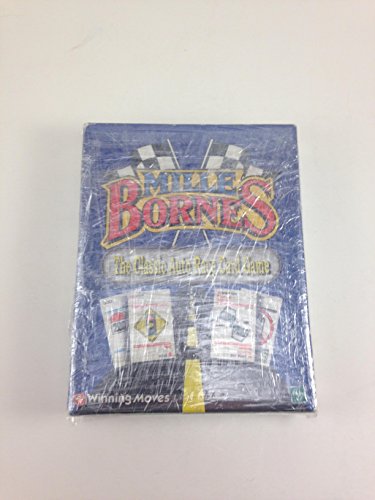 MILLE
BORNES
The Classic Auto Race Card Game
Winning Moves